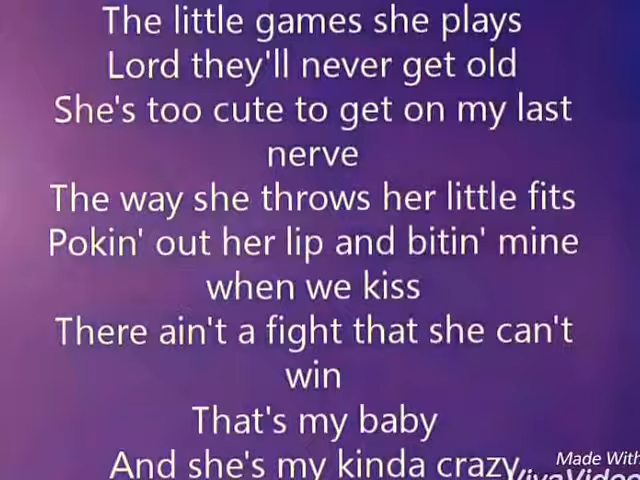 The little games she plays
Lord they'll never get old
She's too cute to get on my last
nerve
The way she throws her little fits
Pokin' out her lip and bitin' mine
when we kiss
There ain't a fight that she can't
win
That's my baby
And she's my kinda crazy
Made With
VivaVideo